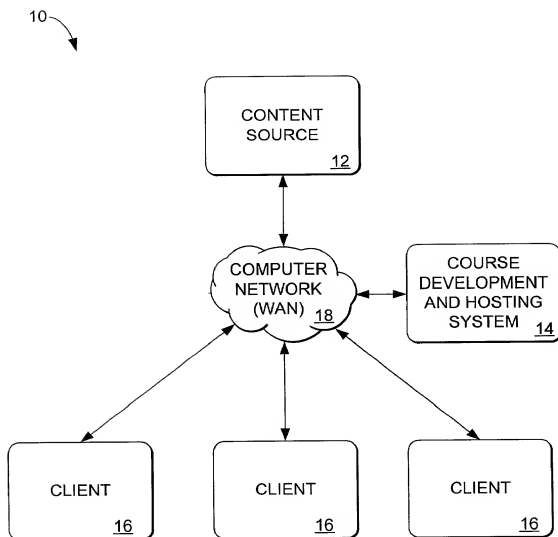 10
CONTENT
SOURCE
12
COMPUTER
NETWORK
(WAN)
18
COURSE
DEVELOPMENT
AND HOSTING
SYSTEM
14
CLIENT
16
CLIENT
16
CLIENT
16